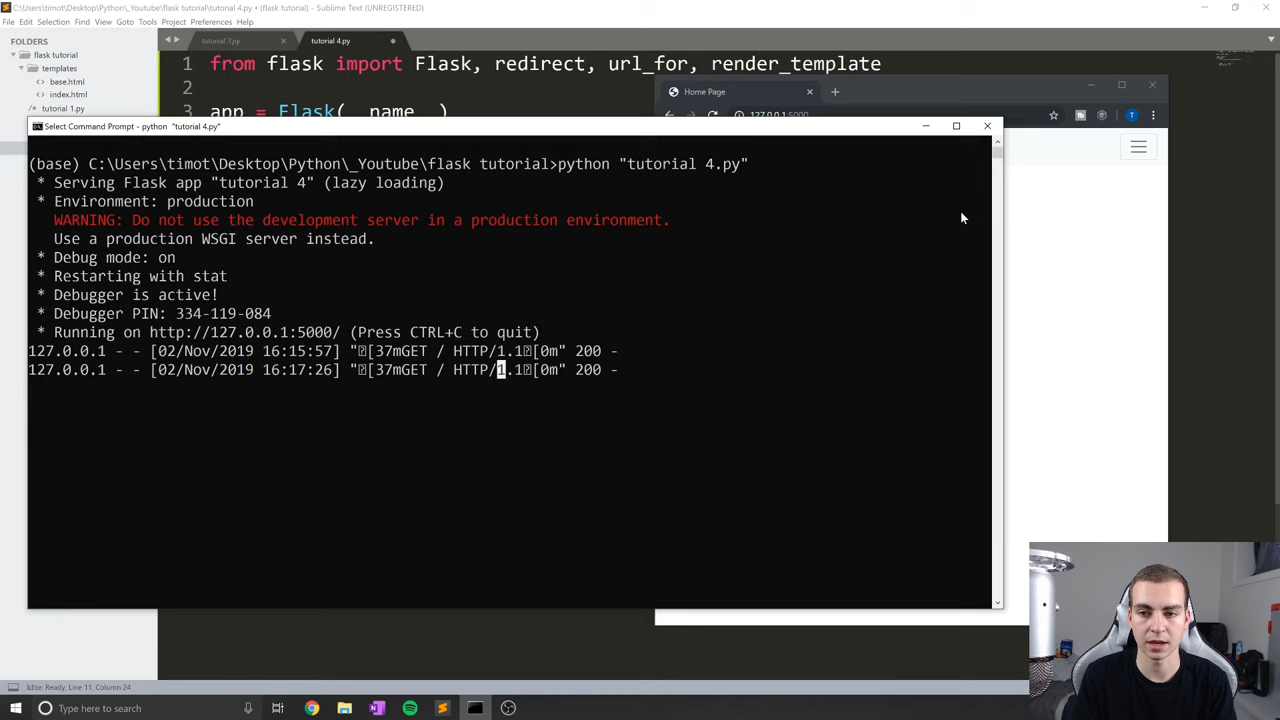 C:\Users\timot\Desktop\Python\_Youtube\flask tutorial\tutorial 4.py • (flask tutorial) - Sublime Text (UNREGISTERED)
File Edit Selection Find View Goto Tools Project Preferences Help
FOLDERS
flask tutorial
templates
base.html
index.html
tutorial 1.py
tutorial 3.py
tutorial 4.py
1 from flask import Flask, redirect, url_for, render_template
2
3 app = Flask(__name__)
Home Page
127.0.0.1:5000
T
Select Command Prompt - python "tutorial 4.py"
(base) C:\Users\timot\Desktop\Python\_Youtube\flask tutorial>python "tutorial 4.py"
* Serving Flask app "tutorial 4" (lazy loading)
* Environment: production
WARNING: Do not use the development server in a production environment.
Use a production WSGI server instead.
* Debug mode: on
* Restarting with stat
* Debugger is active!
* Debugger PIN: 334-119-084
* Running on http://127.0.0.1:5000/ (Press CTRL+C to quit)
127.0.0.1 - - [02/Nov/2019 16:15:57] "[37mGET / HTTP/1.1[0m" 200 -
127.0.0.1 - - [02/Nov/2019 16:17:26] "[37mGET / HTTP/1.1[0m" 200 -
Ready, Line 11, Column 24
Type here to search